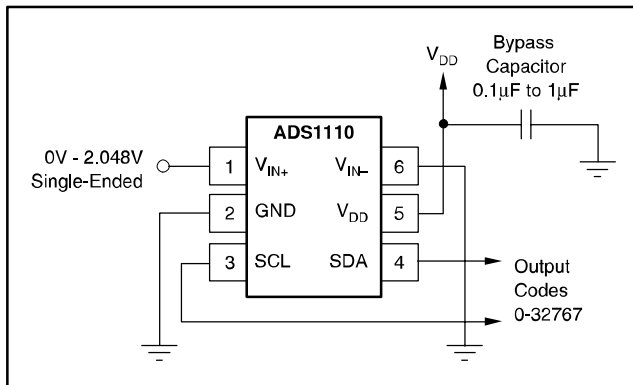 V_DD
Bypass
Capacitor
0.1µF to 1µF
ADS1110
0V - 2.048V
Single-Ended
1 V_IN+ V_IN– 6
2 GND V_DD 5
3 SCL SDA 4
Output
Codes
0-32767